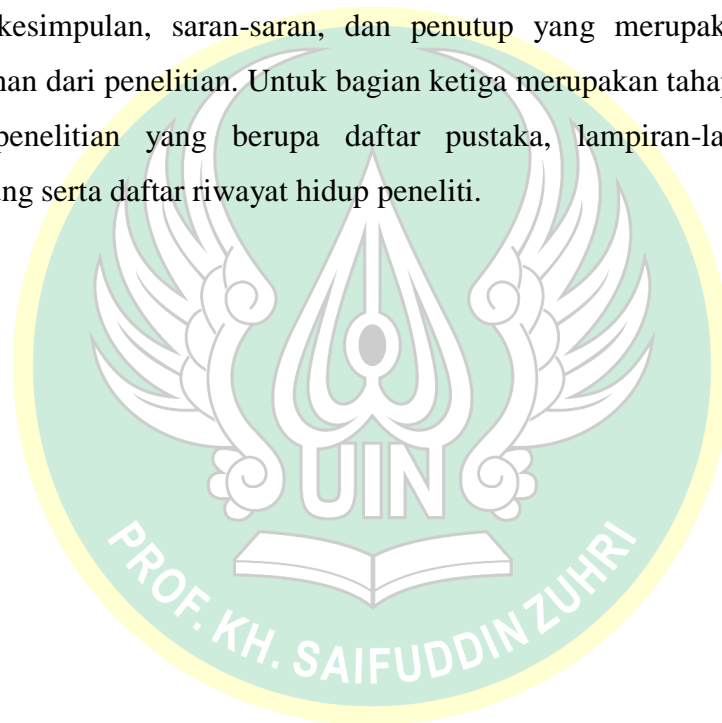 kesimpulan, saran-saran, dan penutup yang merupak
nan dari penelitian. Untuk bagian ketiga merupakan tahap
penelitian yang berupa daftar pustaka, lampiran-la
ng serta daftar riwayat hidup peneliti.
UIN
PROF. KH. SAIFUDDIN ZUHRI